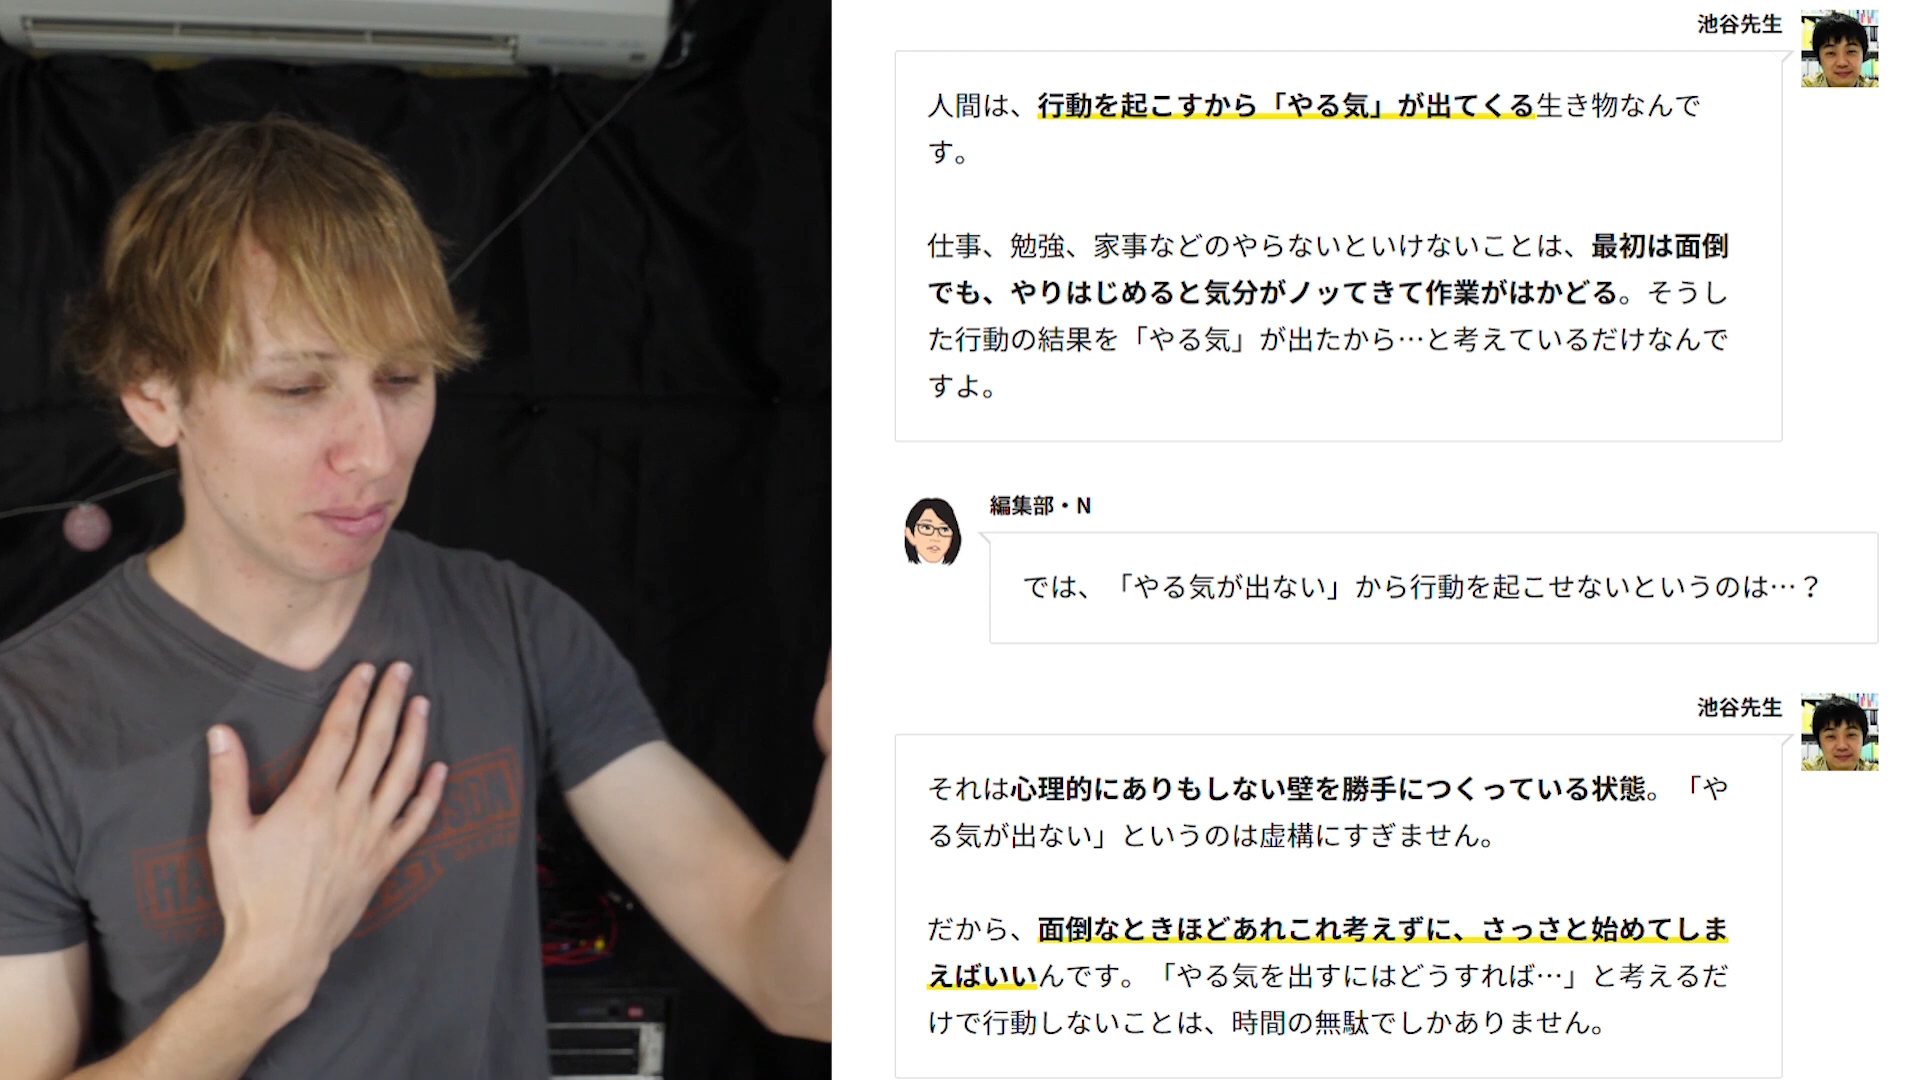 池谷先生
人間は、行動を起こすから「やる気」が出てくる生き物なんで
す。
仕事、勉強、家事などのやらないといけないことは、最初は面倒
でも、やりはじめると気分がノッてきて作業がはかどる。そうし
た行動の結果を「やる気」が出たから…と考えているだけなんで
すよ。
編集部・N
では、「やる気が出ない」から行動を起こせないというのは…？
池谷先生
それは心理的にありもしない壁を勝手につくっている状態。「や
る気が出ない」というのは虚構にすぎません。
だから、面倒なときほどあれこれ考えずに、さっさと始めてしま
えばいいんです。「やる気を出すにはどうすれば…」と考えるだ
けで行動しないことは、時間の無駄でしかありません。